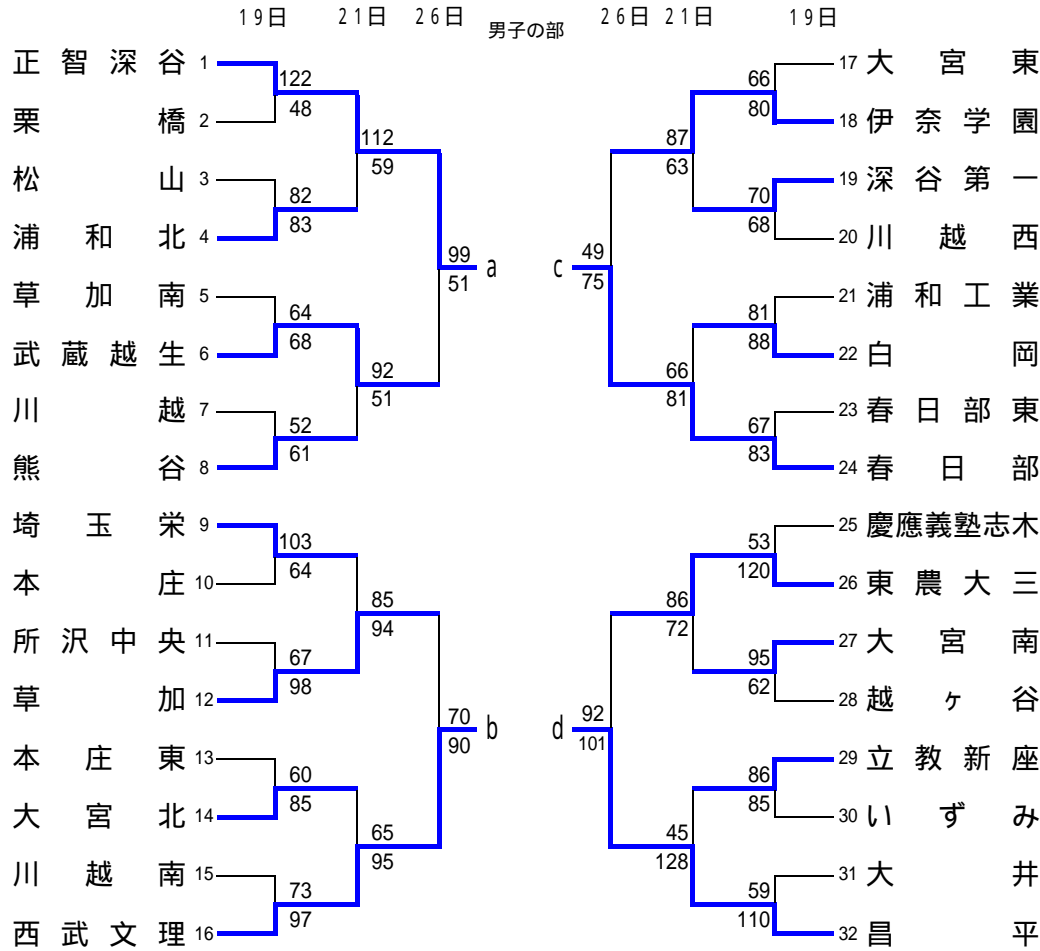 19日 21日 26日 男子の部 26日 21日 19日
正智深谷 1
栗橋 2
松山 3
浦和北 4
草加南 5
武蔵越生 6
川越 7
熊谷 8
埼玉栄 9
本庄 10
所沢中央 11
草加 12
本庄東 13
大宮北 14
川越南 15
西武文理 16
122
48
82
83
64
68
52
61
103
64
67
98
60
85
73
97
112
59
92
51
85
94
65
95
99
51
a
70
90
b
c
49
75
d
92
101
87
63
66
81
86
72
45
128
66
80
70
68
81
88
67
83
53
120
95
62
86
85
59
110
17 大宮東
18 伊奈学園
19 深谷第一
20 川越西
21 浦和工業
22 白岡
23 春日部東
24 春日部
25 慶應義塾志木
26 東農大三
27 大宮南
28 越ヶ谷
29 立教新座
30 いずみ
31 大井
32 昌平